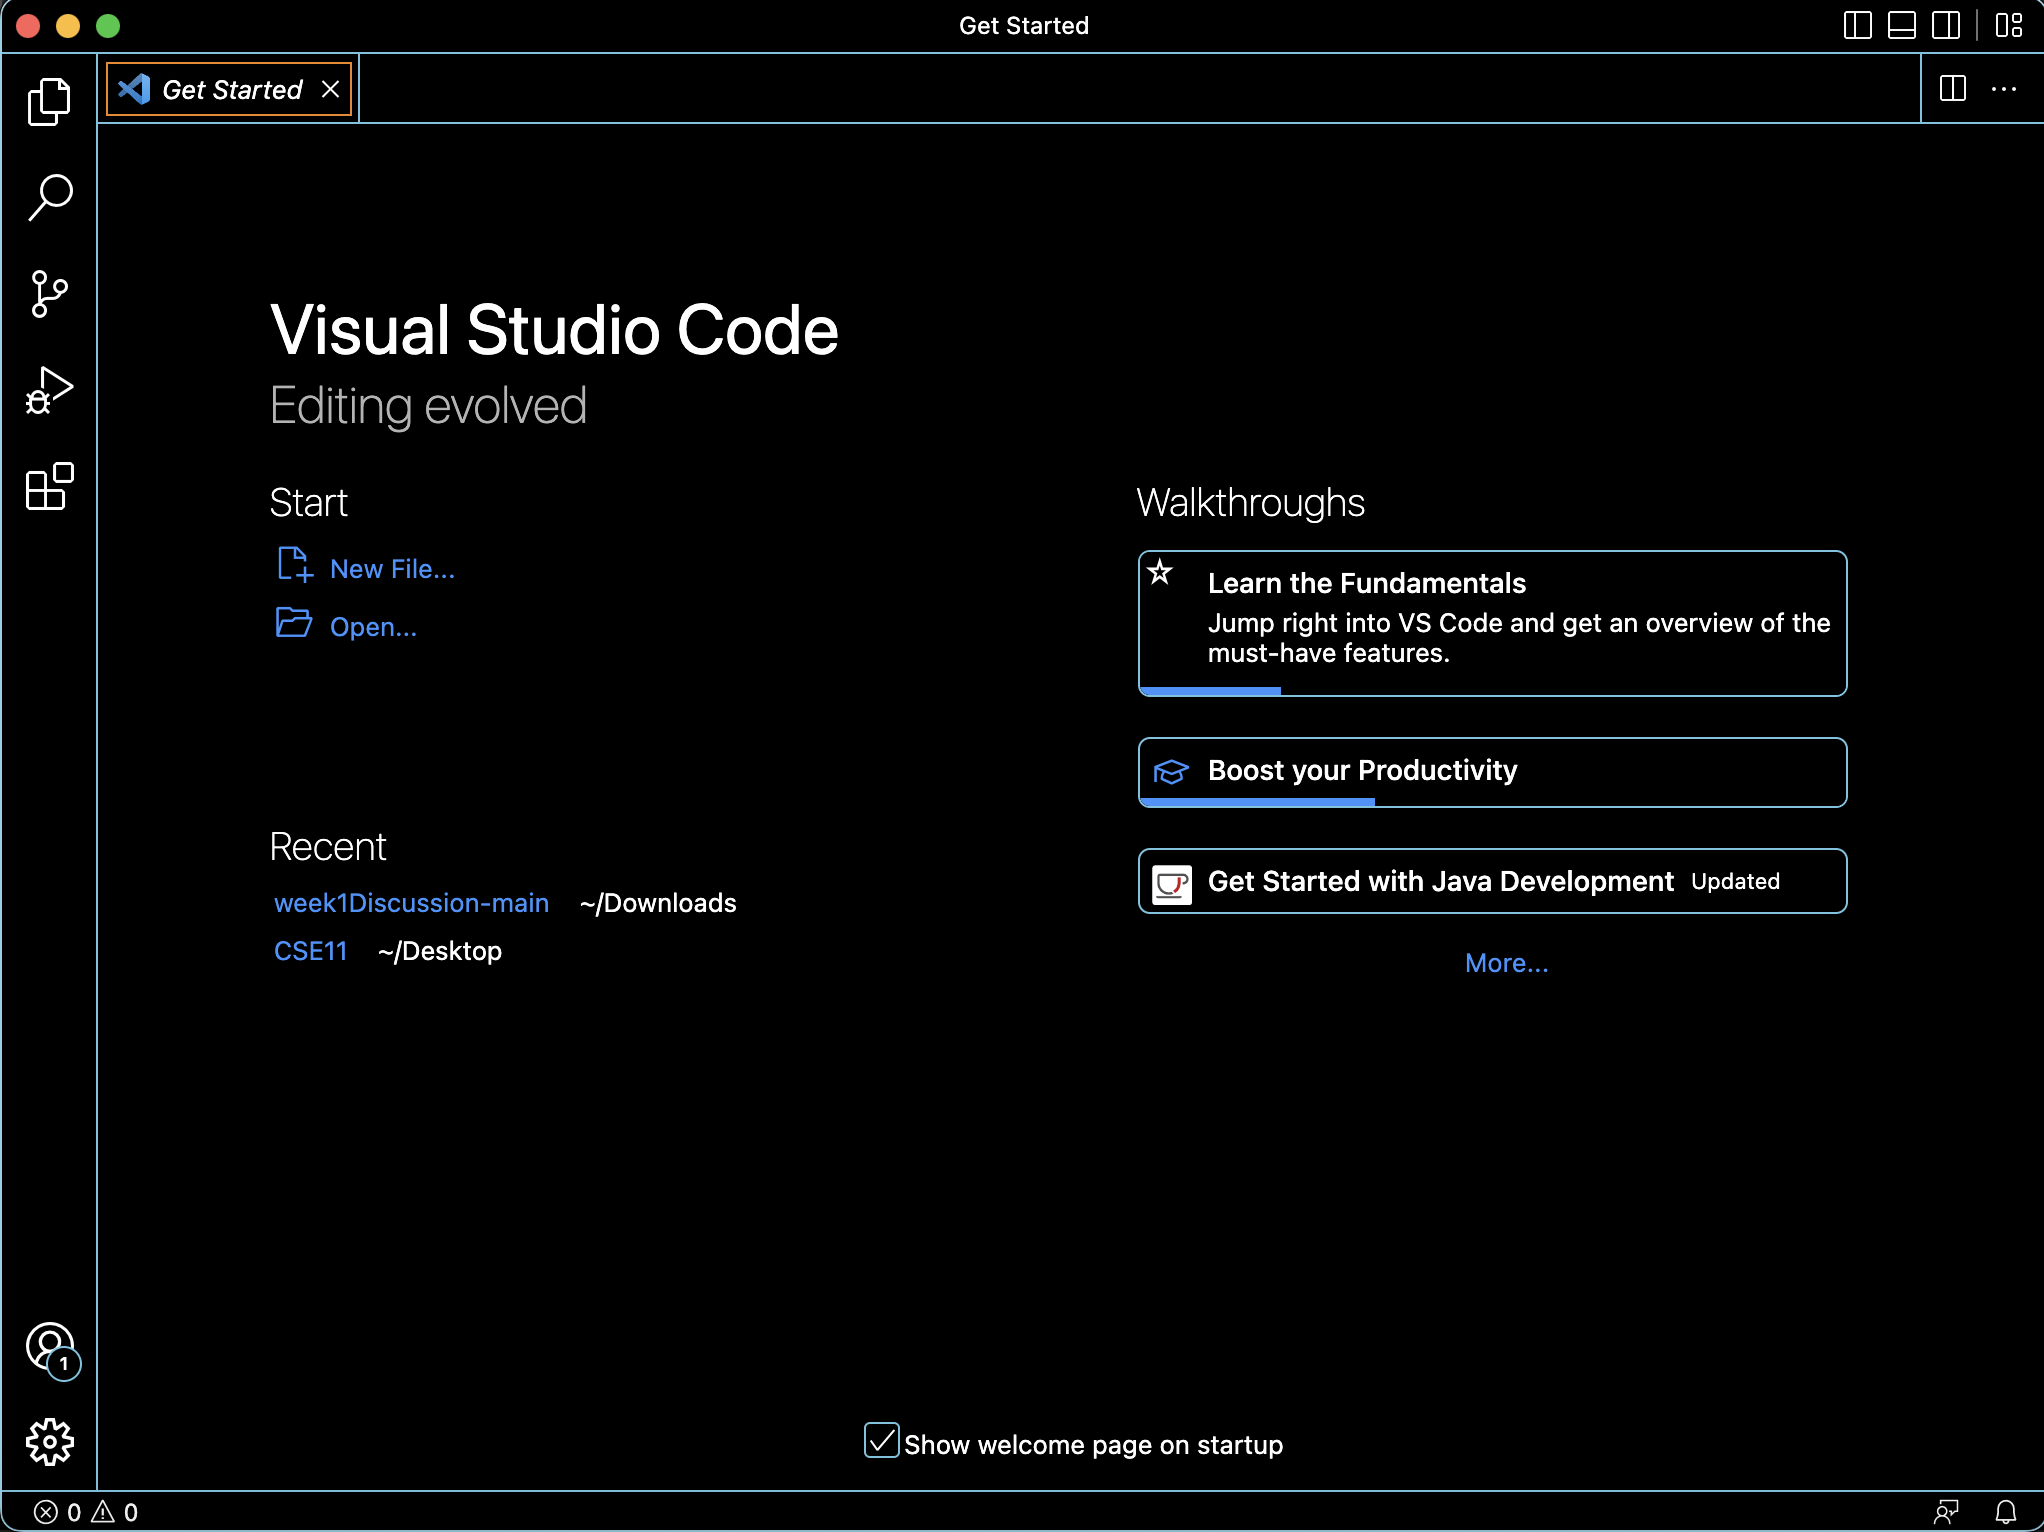 Get Started
Get Started
Visual Studio Code
Editing evolved
Start
New File...
Open...
Recent
week1Discussion-main ~/Downloads
CSE11 ~/Desktop
Walkthroughs
Learn the Fundamentals
Jump right into VS Code and get an overview of the
must-have features.
Boost your Productivity
Get Started with Java Development Updated
More...
1
Show welcome page on startup
0 0